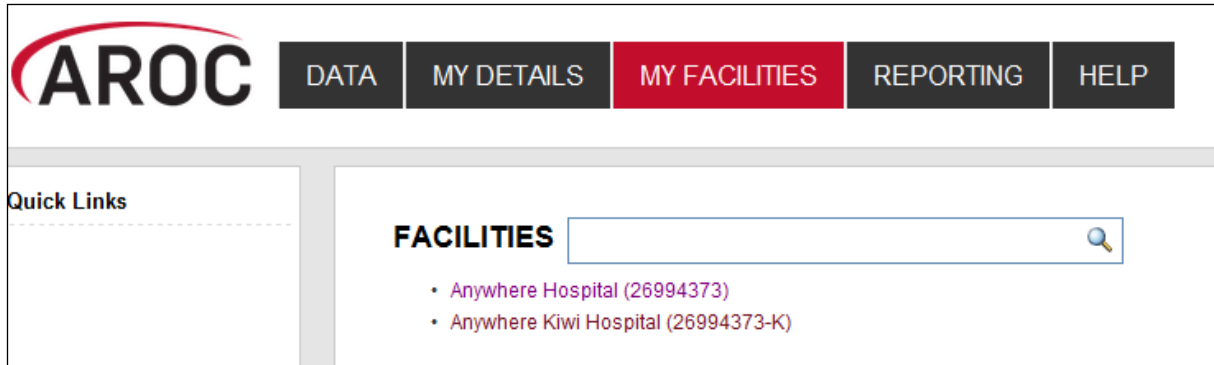 AROC
DATA MY DETAILS MY FACILITIES REPORTING HELP
Quick Links
FACILITIES
• Anywhere Hospital (26994373)
• Anywhere Kiwi Hospital (26994373-K)